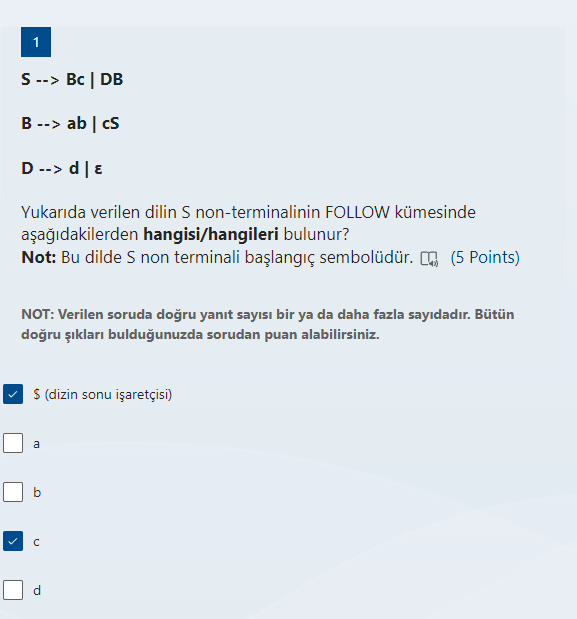 1
S --> Bc | DB
B --> ab | cS
D --> d | ε
Yukarıda verilen dilin S non-terminalinin FOLLOW kümesinde
aşağıdakilerden hangisi/hangileri bulunur?
Not: Bu dilde S non terminali başlangıç sembolüdür. (5 Points)
NOT: Verilen soruda doğru yanıt sayısı bir ya da daha fazla sayıdadır. Bütün
doğru şıkları bulduğunuzda sorudan puan alabilirsiniz.
$ (dizin sonu işaretçisi)
a
b
c
d